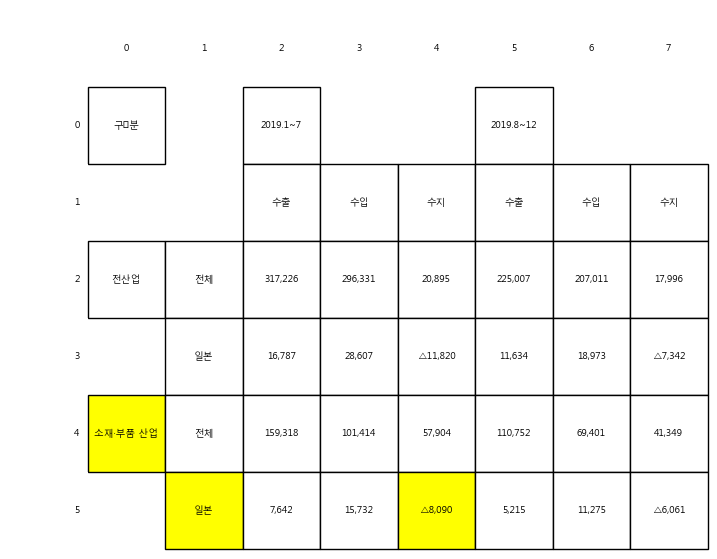 0 1 2 3 4 5 6 7
0 구□분 2019.1~7 2019.8~12
1 수출 수입 수지 수출 수입 수지
2 전산업 전체 317,226 296,331 20,895 225,007 207,011 17,996
3 일본 16,787 28,607 △11,820 11,634 18,973 △7,342
4 소재·부품 산업 전체 159,318 101,414 57,904 110,752 69,401 41,349
5 일본 7,642 15,732 △8,090 5,215 11,275 △6,061